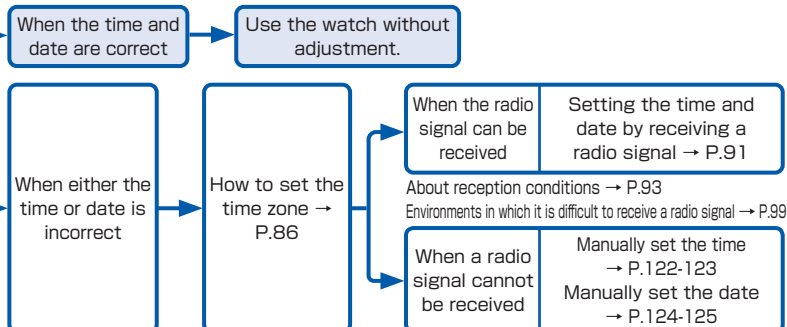 When the time and
date are correct
Use the watch without
adjustment.
When either the
time or date is
incorrect
How to set the
time zone →
P.86
When the radio
signal can be
received
Setting the time and
date by receiving a
radio signal → P.91
About reception conditions → P.93
Environments in which it is difficult to receive a radio signal → P.99
When a radio
signal cannot
be received
Manually set the time
→ P.122-123
Manually set the date
→ P.124-125